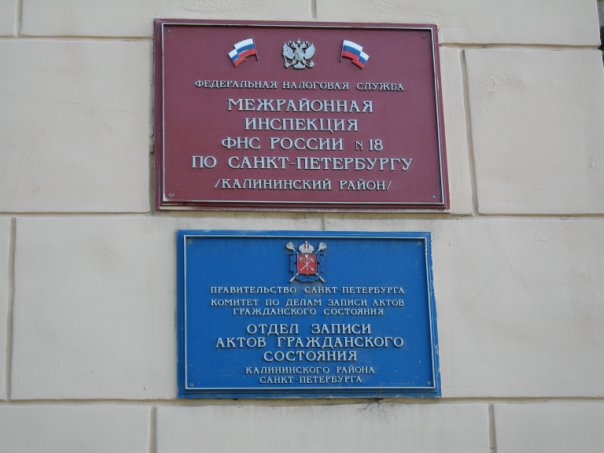 ФЕДЕРАЛЬНАЯ НАЛОГОВАЯ СЛУЖБА
МЕЖРАЙОННАЯ
ИНСПЕКЦИЯ
ФНС РОССИИ N 18
ПО САНКТ-ПЕТЕРБУРГУ
/КАЛИНИНСКИЙ РАЙОН/
ПРАВИТЕЛЬСТВО САНКТ-ПЕТЕРБУРГА
КОМИТЕТ ПО ДЕЛАМ ЗАПИСИ АКТОВ
ГРАЖДАНСКОГО СОСТОЯНИЯ
ОТДЕЛ ЗАПИСИ
АКТОВ ГРАЖДАНСКОГО
СОСТОЯНИЯ
КАЛИНИНСКОГО РАЙОНА
САНКТ-ПЕТЕРБУРГА